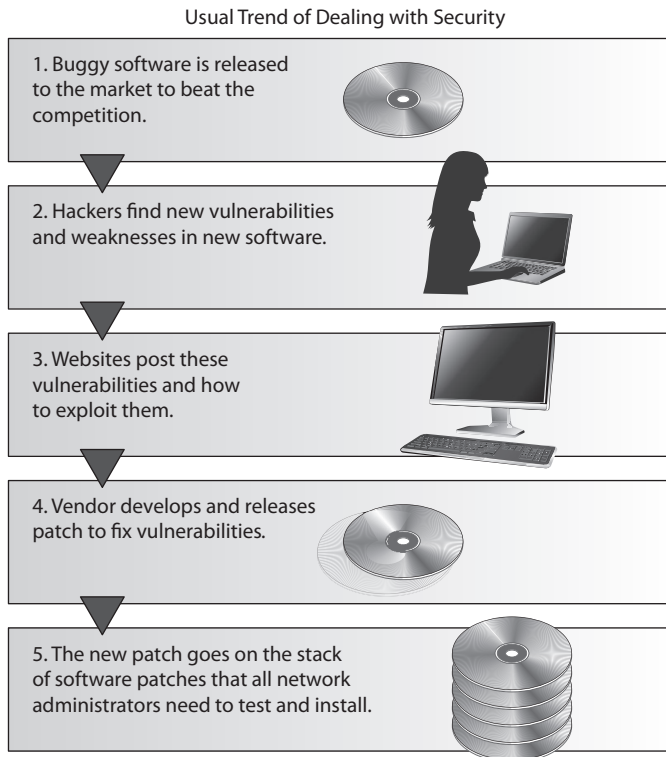 Usual Trend of Dealing with Security
1. Buggy software is released
to the market to beat the
competition.
2. Hackers find new vulnerabilities
and weaknesses in new software.
3. Websites post these
vulnerabilities and how
to exploit them.
4. Vendor develops and releases
patch to fix vulnerabilities.
5. The new patch goes on the stack
of software patches that all network
administrators need to test and install.